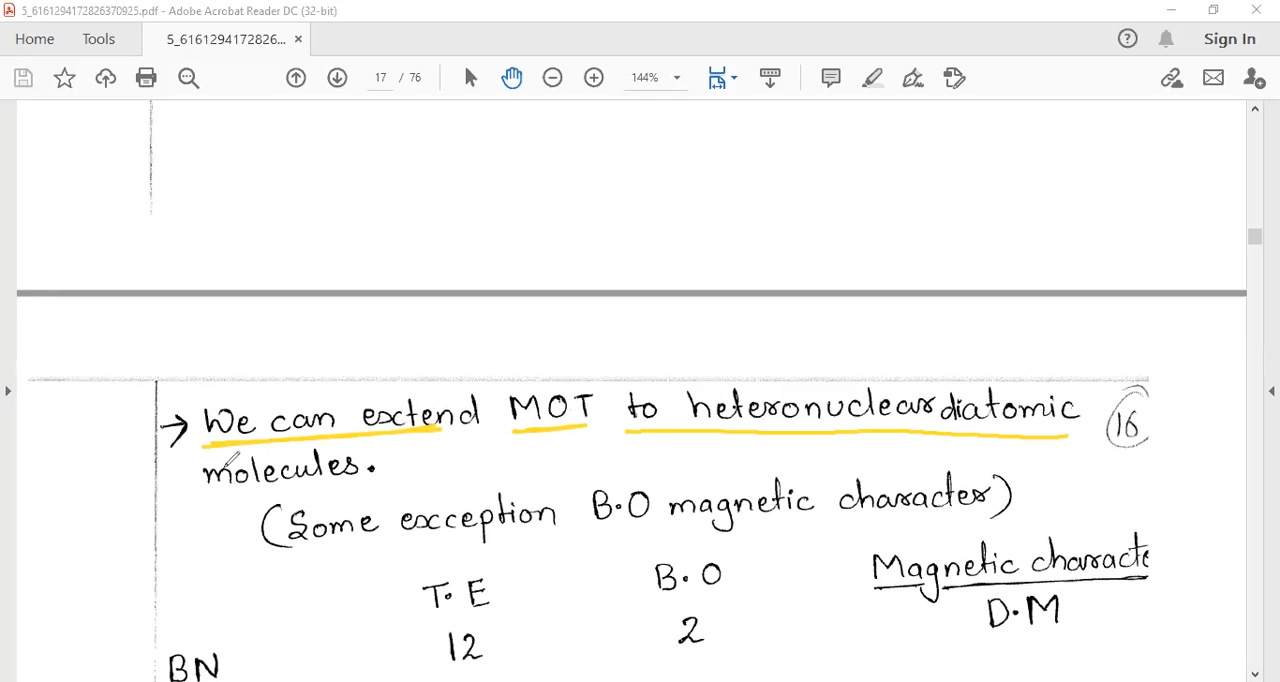 5_6161294172826370925.pdf - Adobe Acrobat Reader DC (32-bit)
Home Tools 5_6161294172826... × Sign In
17 / 76 144%
→ We can extend MOT to heteronuclear diatomic 16
molecules.
(Some exception B.O magnetic character)
T.E B.O Magnetic characte
12 2 D.M
BN